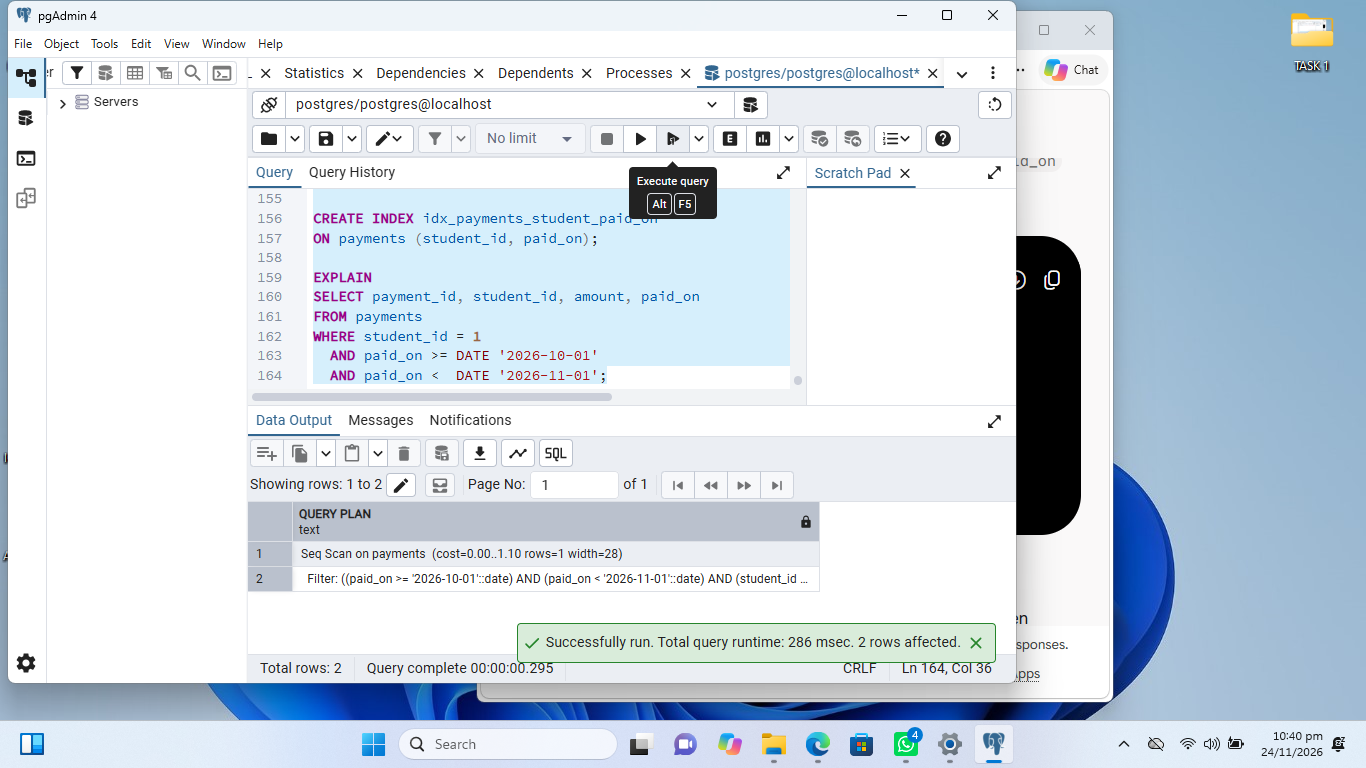 pgAdmin 4
File Object Tools Edit View Window Help
TASK 1
Chat
Statistics Dependencies Dependents Processes postgres/postgres@localhost*
Servers
postgres/postgres@localhost
No limit
E
Query Query History
Execute query
Alt F5
Scratch Pad
155
156 CREATE INDEX idx_payments_student_paid_on
157 ON payments (student_id, paid_on);
158
159 EXPLAIN
160 SELECT payment_id, student_id, amount, paid_on
161 FROM payments
162 WHERE student_id = 1
163 AND paid_on >= DATE '2026-10-01'
164 AND paid_on < DATE '2026-11-01';
Data Output Messages Notifications
SQL
Showing rows: 1 to 2 Page No: 1 of 1
QUERY PLAN
text
1 Seq Scan on payments (cost=0.00..1.10 rows=1 width=28)
2 Filter: ((paid_on >= '2026-10-01'::date) AND (paid_on < '2026-11-01'::date) AND (student_id ...
Successfully run. Total query runtime: 286 msec. 2 rows affected.
Total rows: 2 Query complete 00:00:00.295 CRLF Ln 164, Col 36
sponses.
Search
4
10:40 pm
24/11/2026